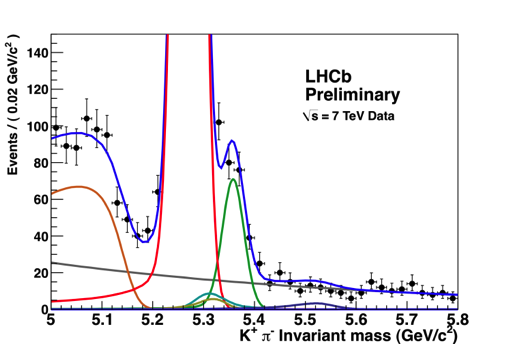 Events / ( 0.02 GeV/c² )
140
120
100
80
60
40
20
0
LHCb
Preliminary
√s = 7 TeV Data
5 5.1 5.2 5.3 5.4 5.5 5.6 5.7 5.8
K⁺ π⁻ Invariant mass (GeV/c²)